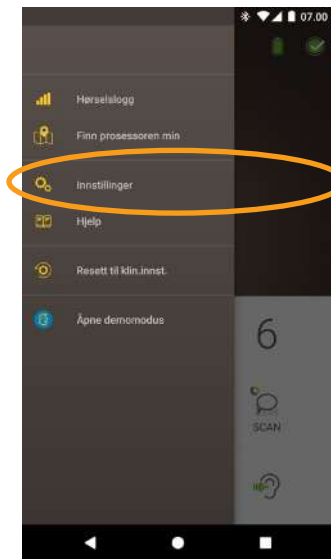 07.00
Hørselslogg
Finn prosessoren min
Innstillinger
Hjelp
Resett til klin.innst.
Åpne demomodus
6
SCAN